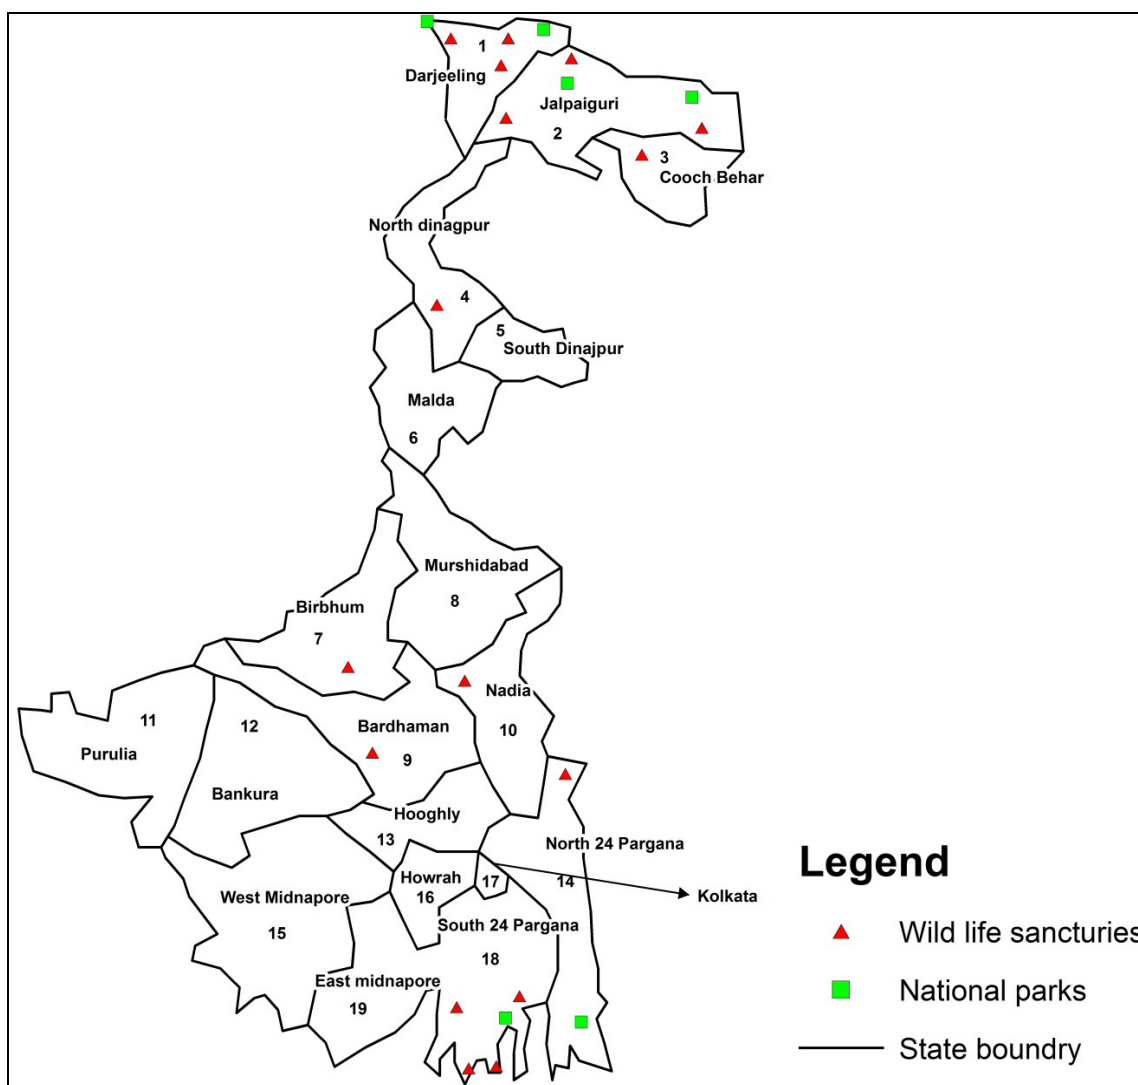 1
Darjeeling
Jalpaiguri
2
3
Cooch Behar
North dinagpur
4
5
South Dinajpur
Malda
6
Murshidabad
8
Birbhum
7
Nadia
10
11
Purulia
12
Bankura
Bardhaman
9
Hooghly
13
North 24 Pargana
14
Howrah
16
17
Kolkata
West Midnapore
15
South 24 Pargana
18
East midnapore
19
Legend
Wild life sancturies
National parks
State boundry